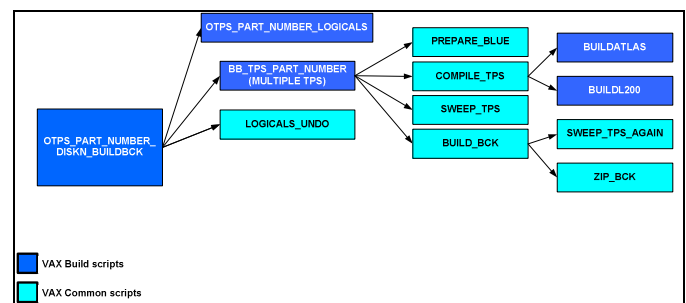 OTPS_PART_NUMBER_LOGICALS
PREPARE_BLUE
BUILDATLAS
BB_TPS_PART_NUMBER
(MULTIPLE TPS)
COMPILE_TPS
BUILDL200
OTPS_PART_NUMBER_
DISKN_BUILDBCK
LOGICALS_UNDO
SWEEP_TPS
BUILD_BCK
SWEEP_TPS_AGAIN
ZIP_BCK
VAX Build scripts
VAX Common scripts